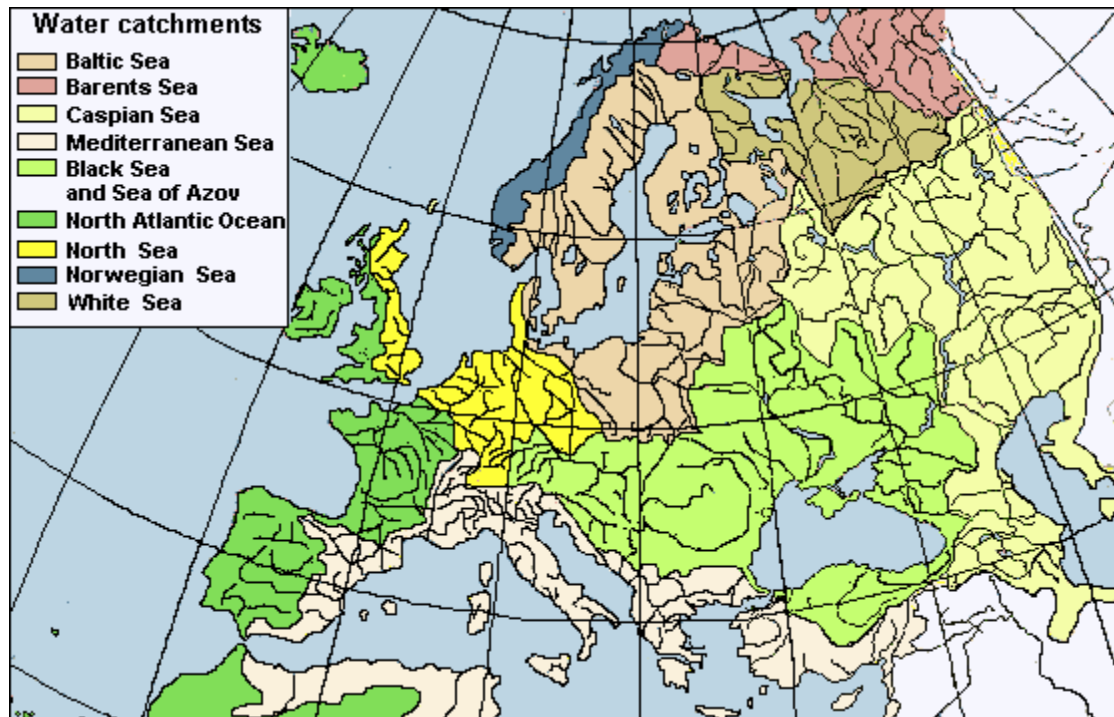 Water catchments
Baltic Sea
Barents Sea
Caspian Sea
Mediterranean Sea
Black Sea
and Sea of Azov
North Atlantic Ocean
North Sea
Norwegian Sea
White Sea